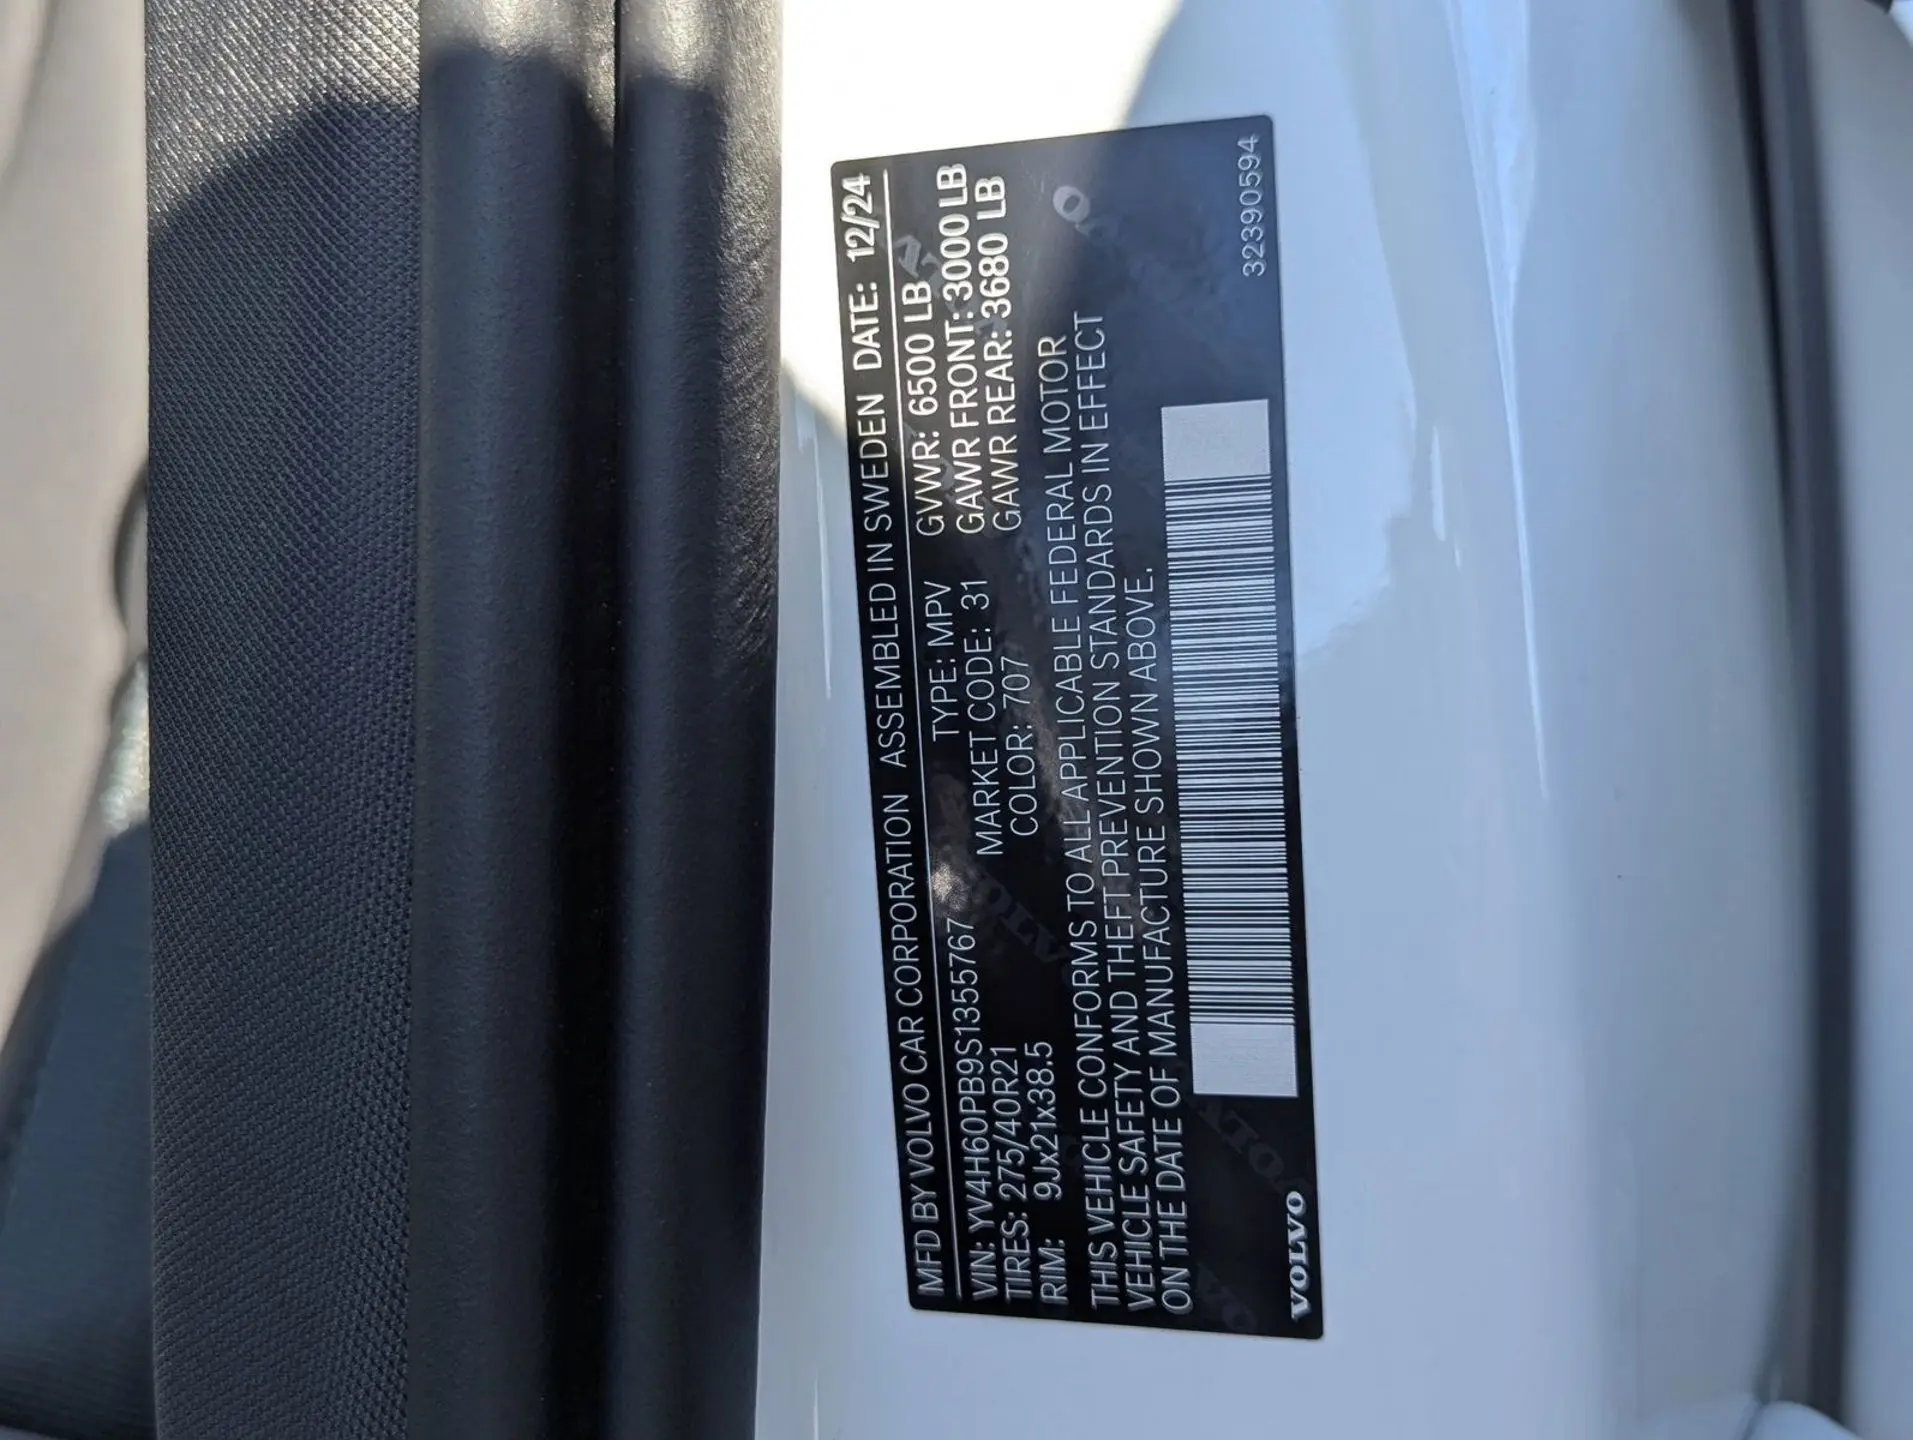 MFD BY VOLVO CAR CORPORATION ASSEMBLED IN SWEDEN DATE: 12/24
VIN: YV4H60PB9S1355767 TYPE: MPV GVWR: 6500 LB
TIRES: 275/40R21 MARKET CODE: 31 GAWR FRONT: 3000 LB
RIM: 9Jx21x38.5 COLOR: 707 GAWR REAR: 3680 LB
THIS VEHICLE CONFORMS TO ALL APPLICABLE FEDERAL MOTOR
VEHICLE SAFETY AND THEFT PREVENTION STANDARDS IN EFFECT
ON THE DATE OF MANUFACTURE SHOWN ABOVE.
VOLVO 32390594